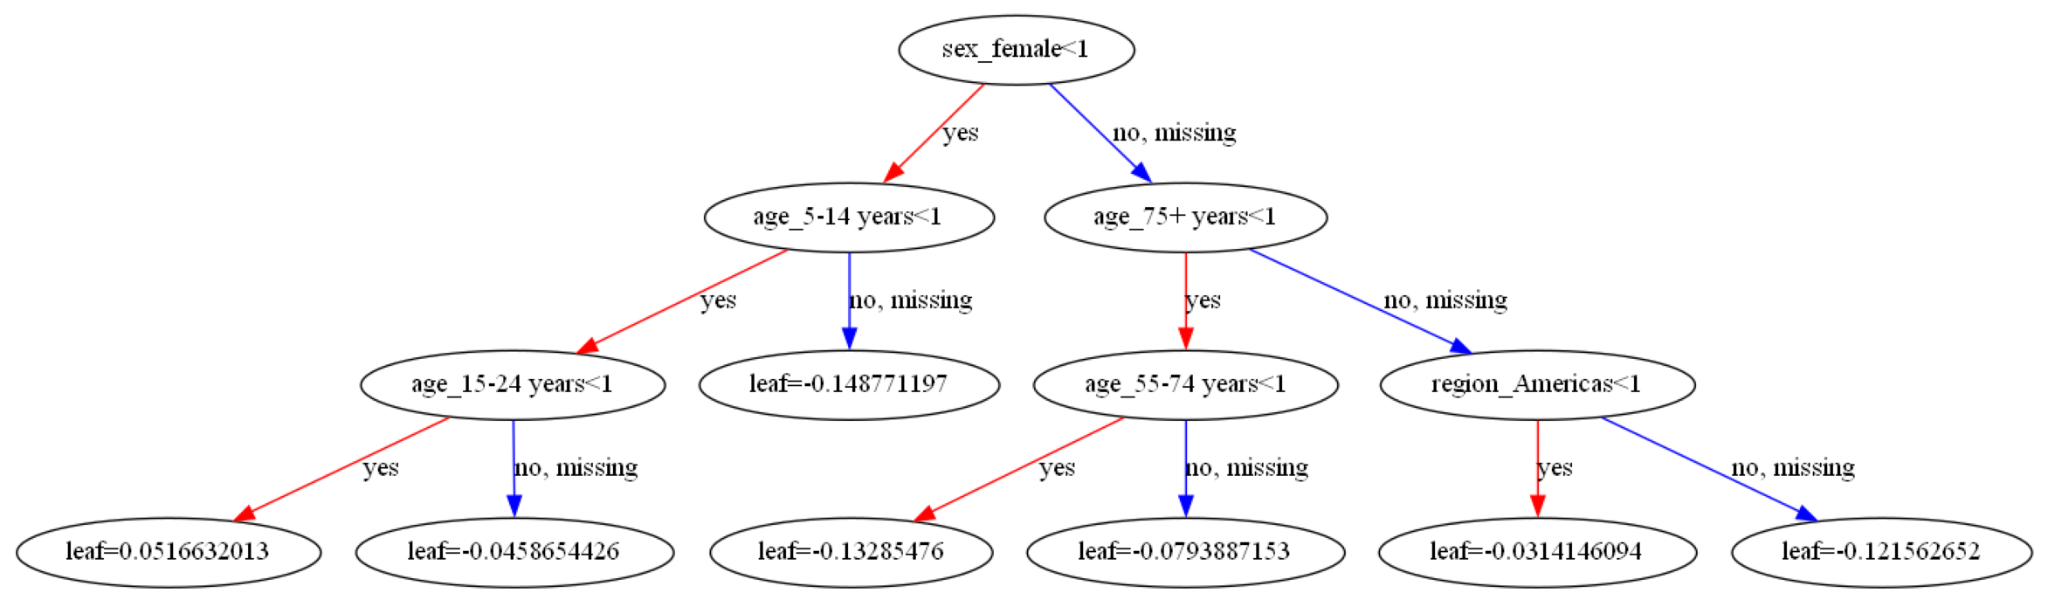 sex_female<1
yes
no, missing
age_5-14 years<1
age_75+ years<1
yes
no, missing
yes
no, missing
age_15-24 years<1
leaf=-0.148771197
age_55-74 years<1
region_Americas<1
yes
no, missing
yes
no, missing
yes
no, missing
leaf=0.0516632013
leaf=-0.0458654426
leaf=-0.13285476
leaf=-0.0793887153
leaf=-0.0314146094
leaf=-0.121562652